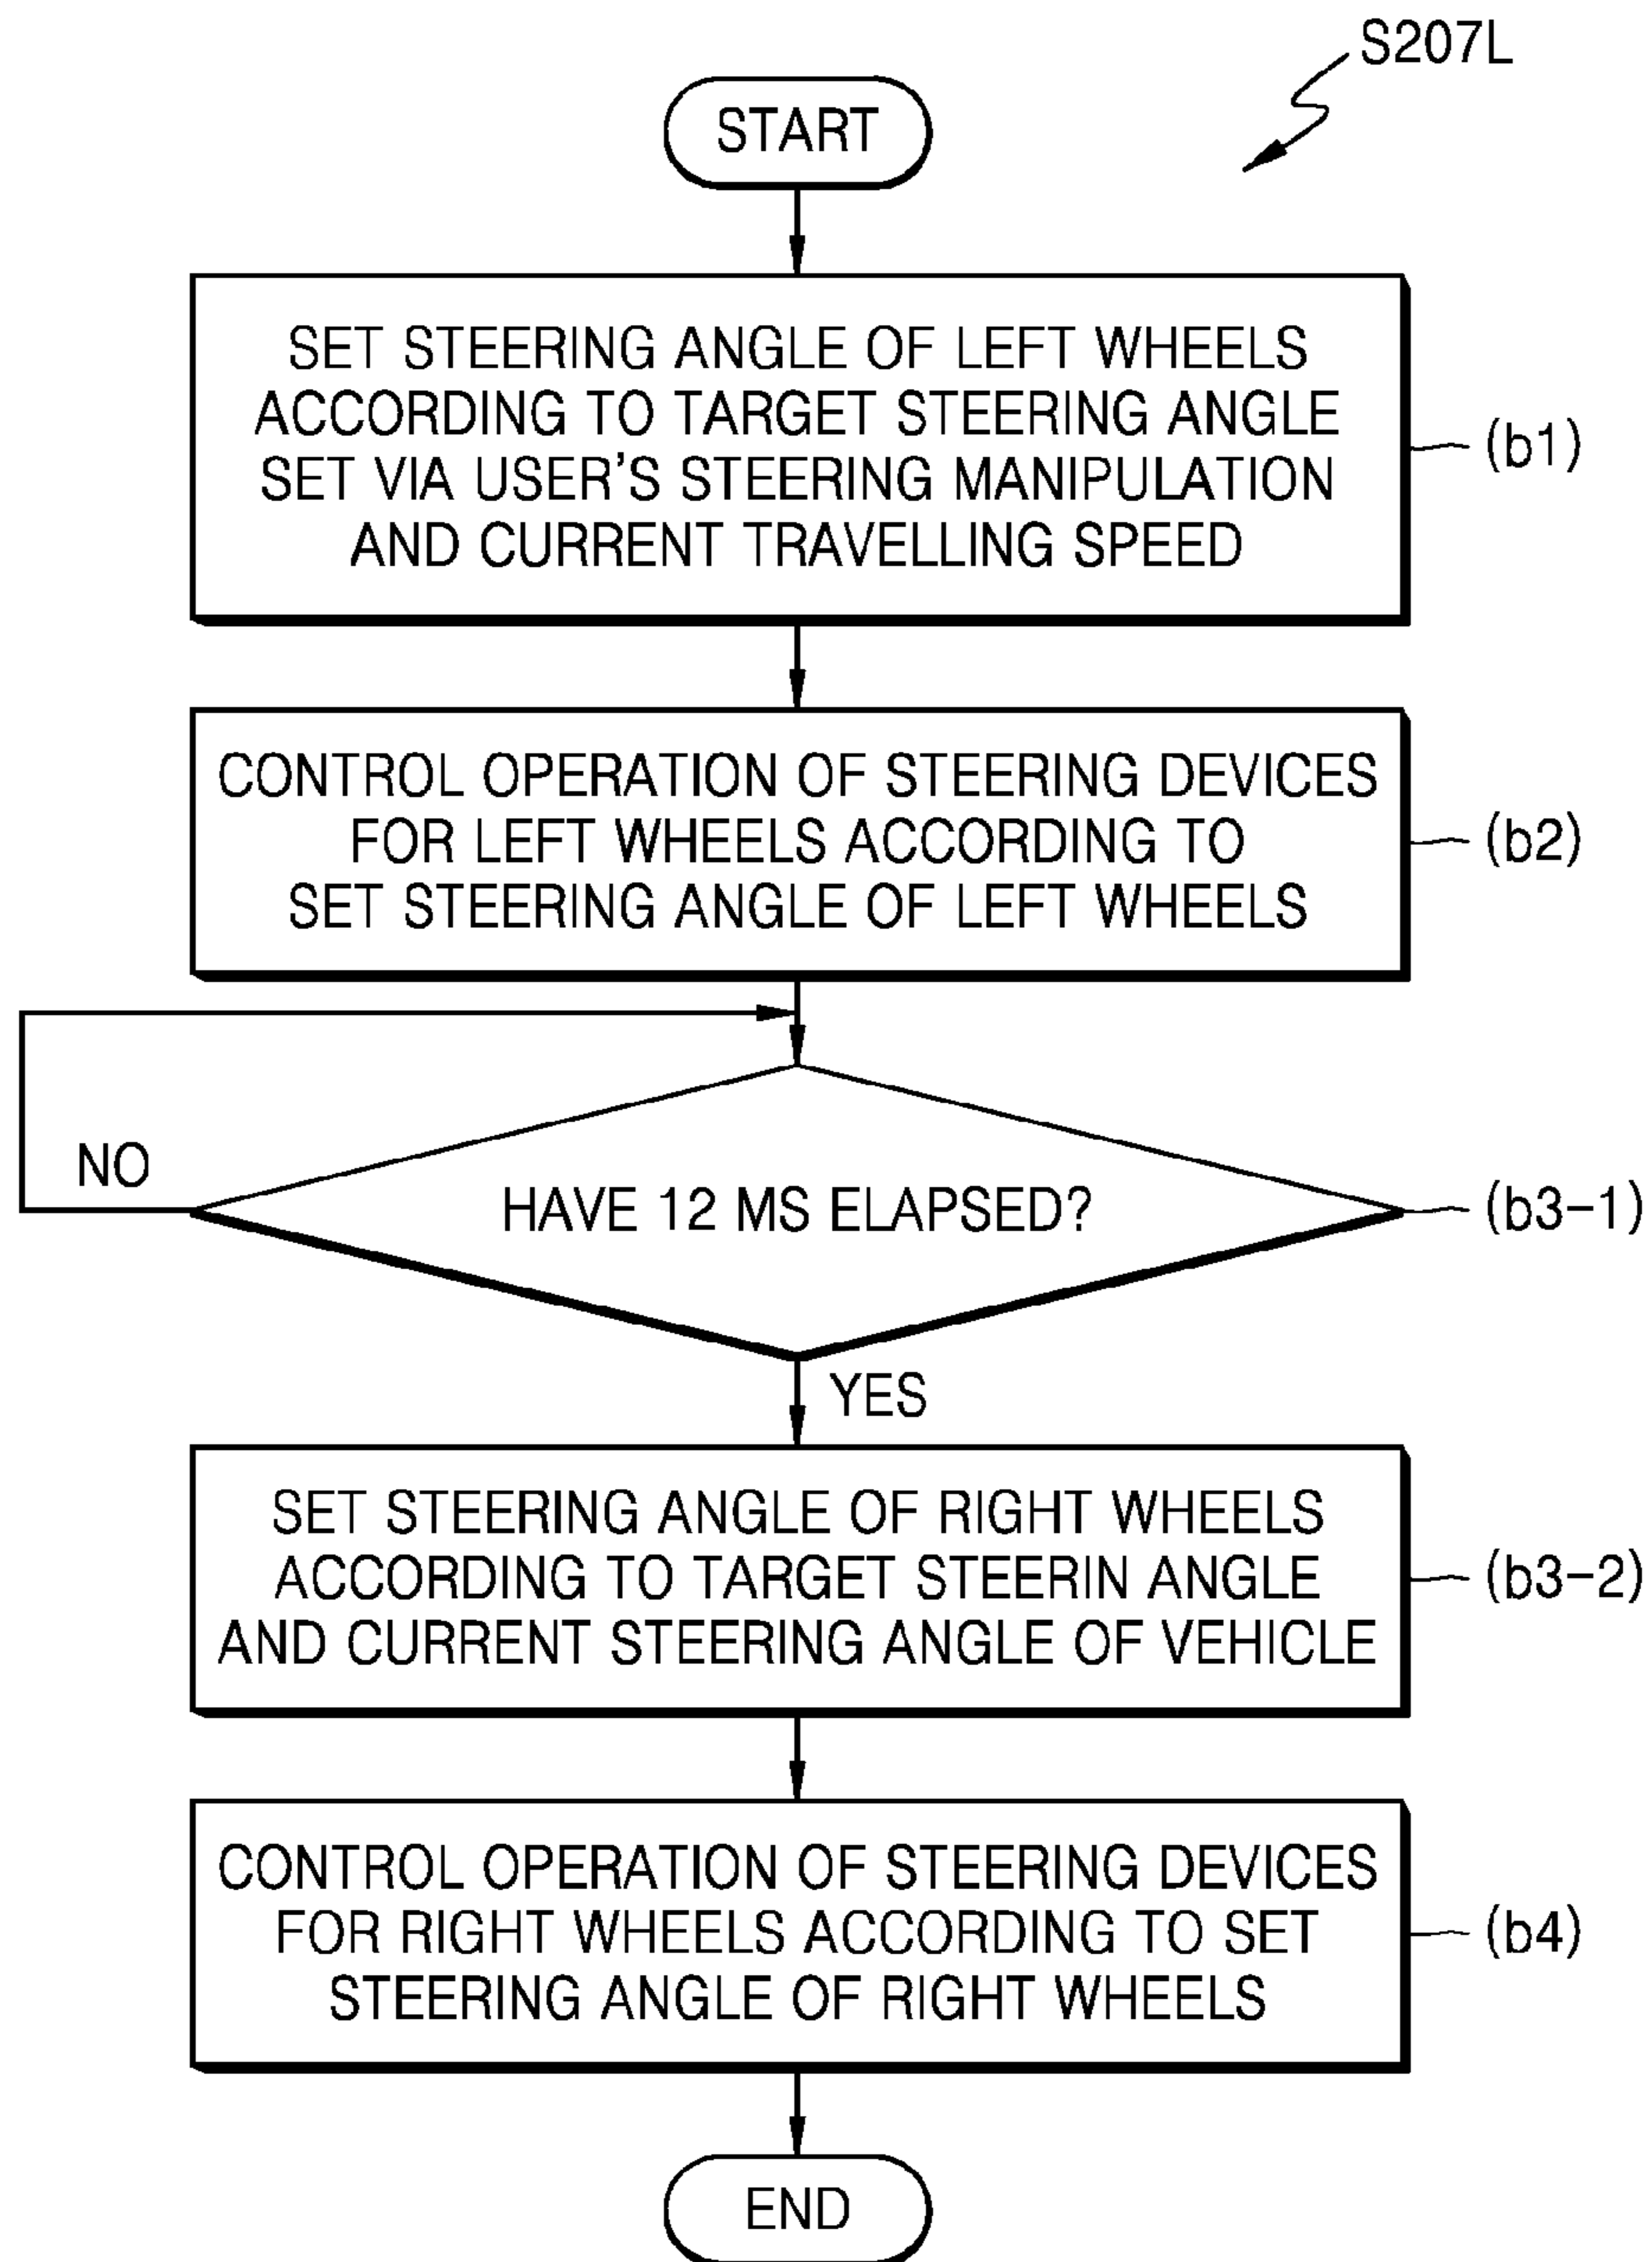 S207L
START
SET STEERING ANGLE OF LEFT WHEELS
ACCORDING TO TARGET STEERING ANGLE
SET VIA USER'S STEERING MANIPULATION
AND CURRENT TRAVELLING SPEED
(b1)
CONTROL OPERATION OF STEERING DEVICES
FOR LEFT WHEELS ACCORDING TO
SET STEERING ANGLE OF LEFT WHEELS
(b2)
NO
HAVE 12 MS ELAPSED?
(b3-1)
YES
SET STEERING ANGLE OF RIGHT WHEELS
ACCORDING TO TARGET STEERIN ANGLE
AND CURRENT STEERING ANGLE OF VEHICLE
(b3-2)
CONTROL OPERATION OF STEERING DEVICES
FOR RIGHT WHEELS ACCORDING TO SET
STEERING ANGLE OF RIGHT WHEELS
(b4)
END